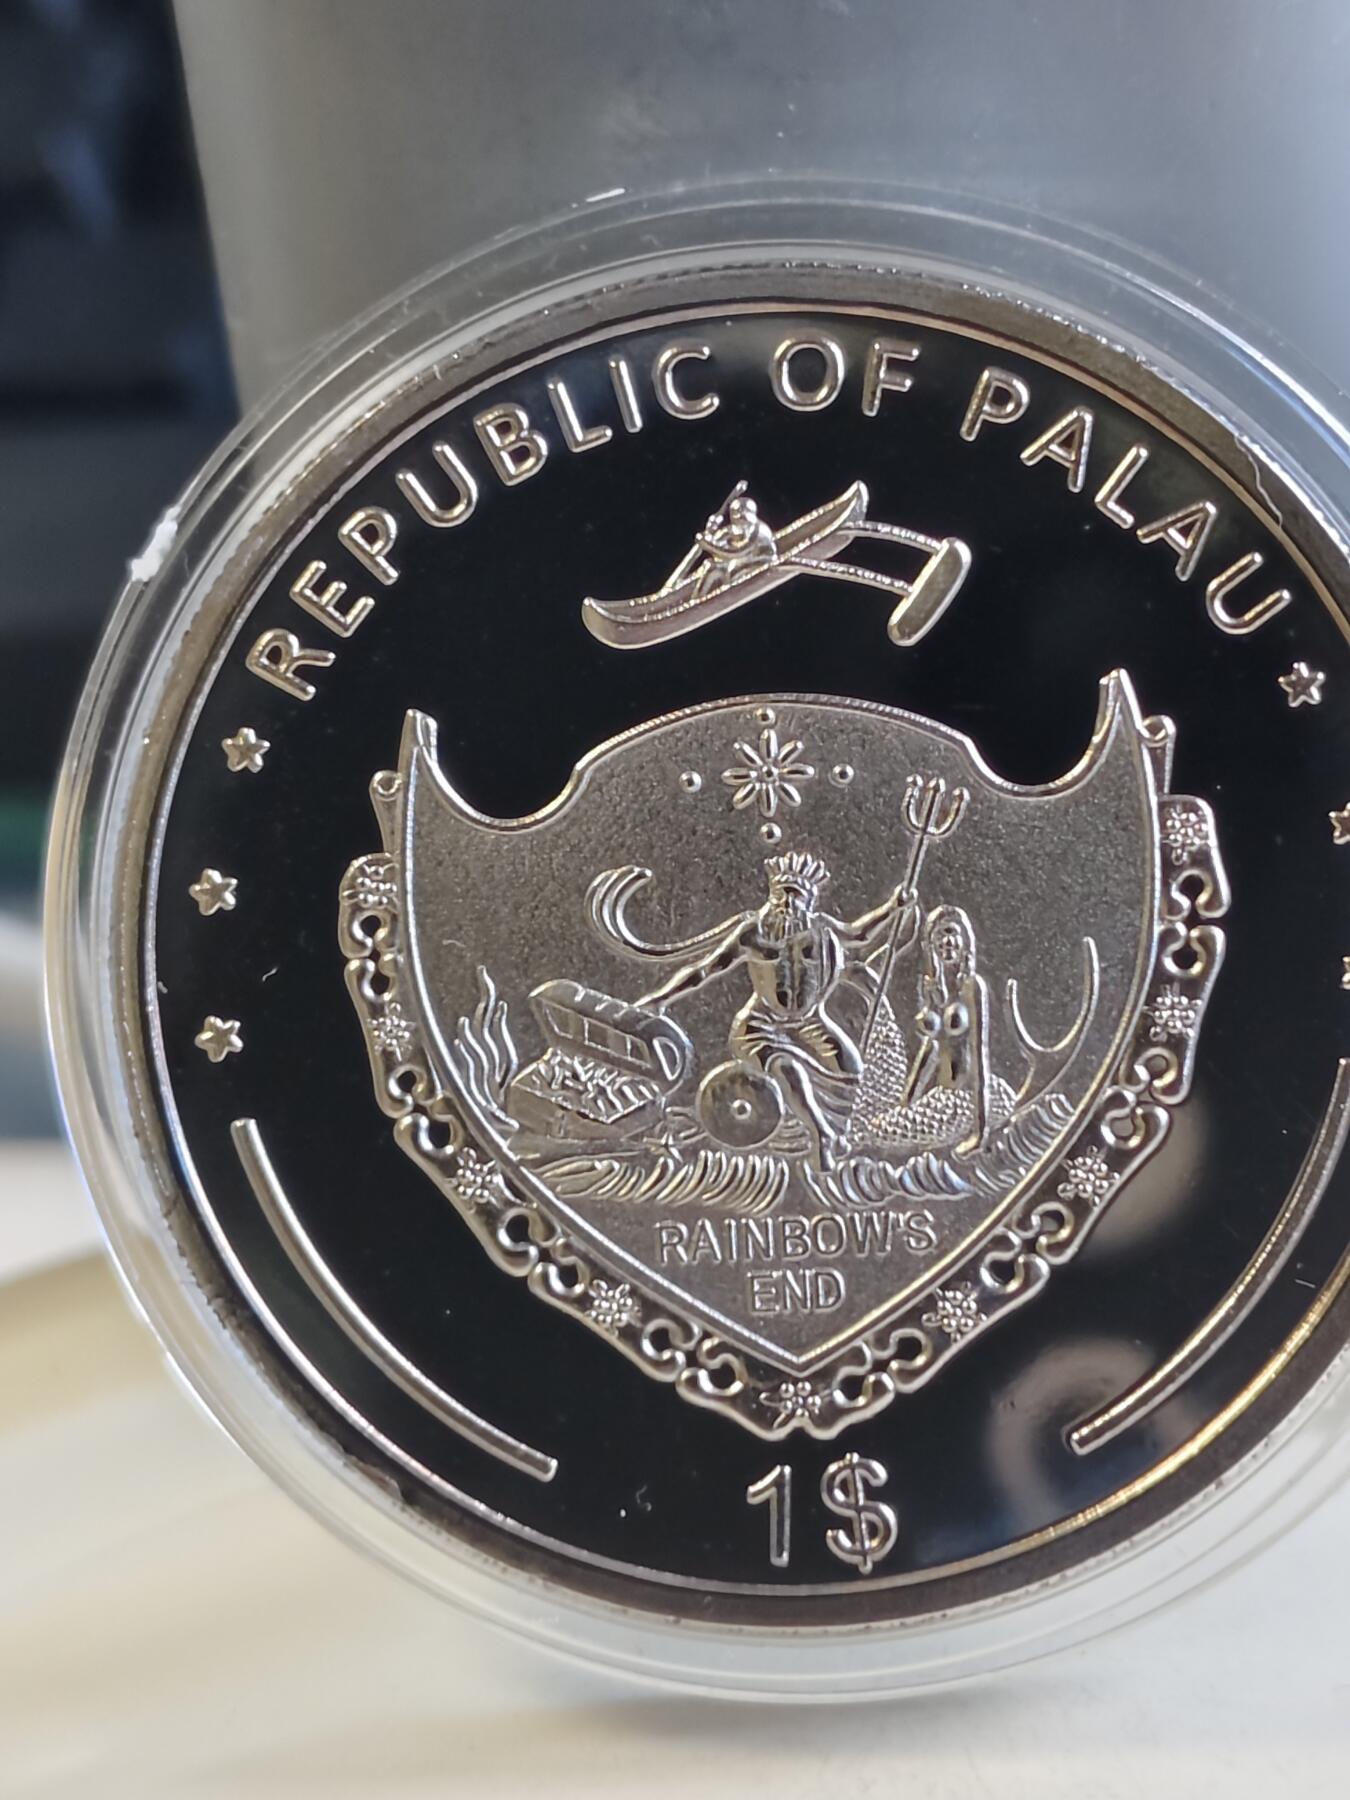 REPUBLIC OF PALAU
RAINBOW'S
END
1$